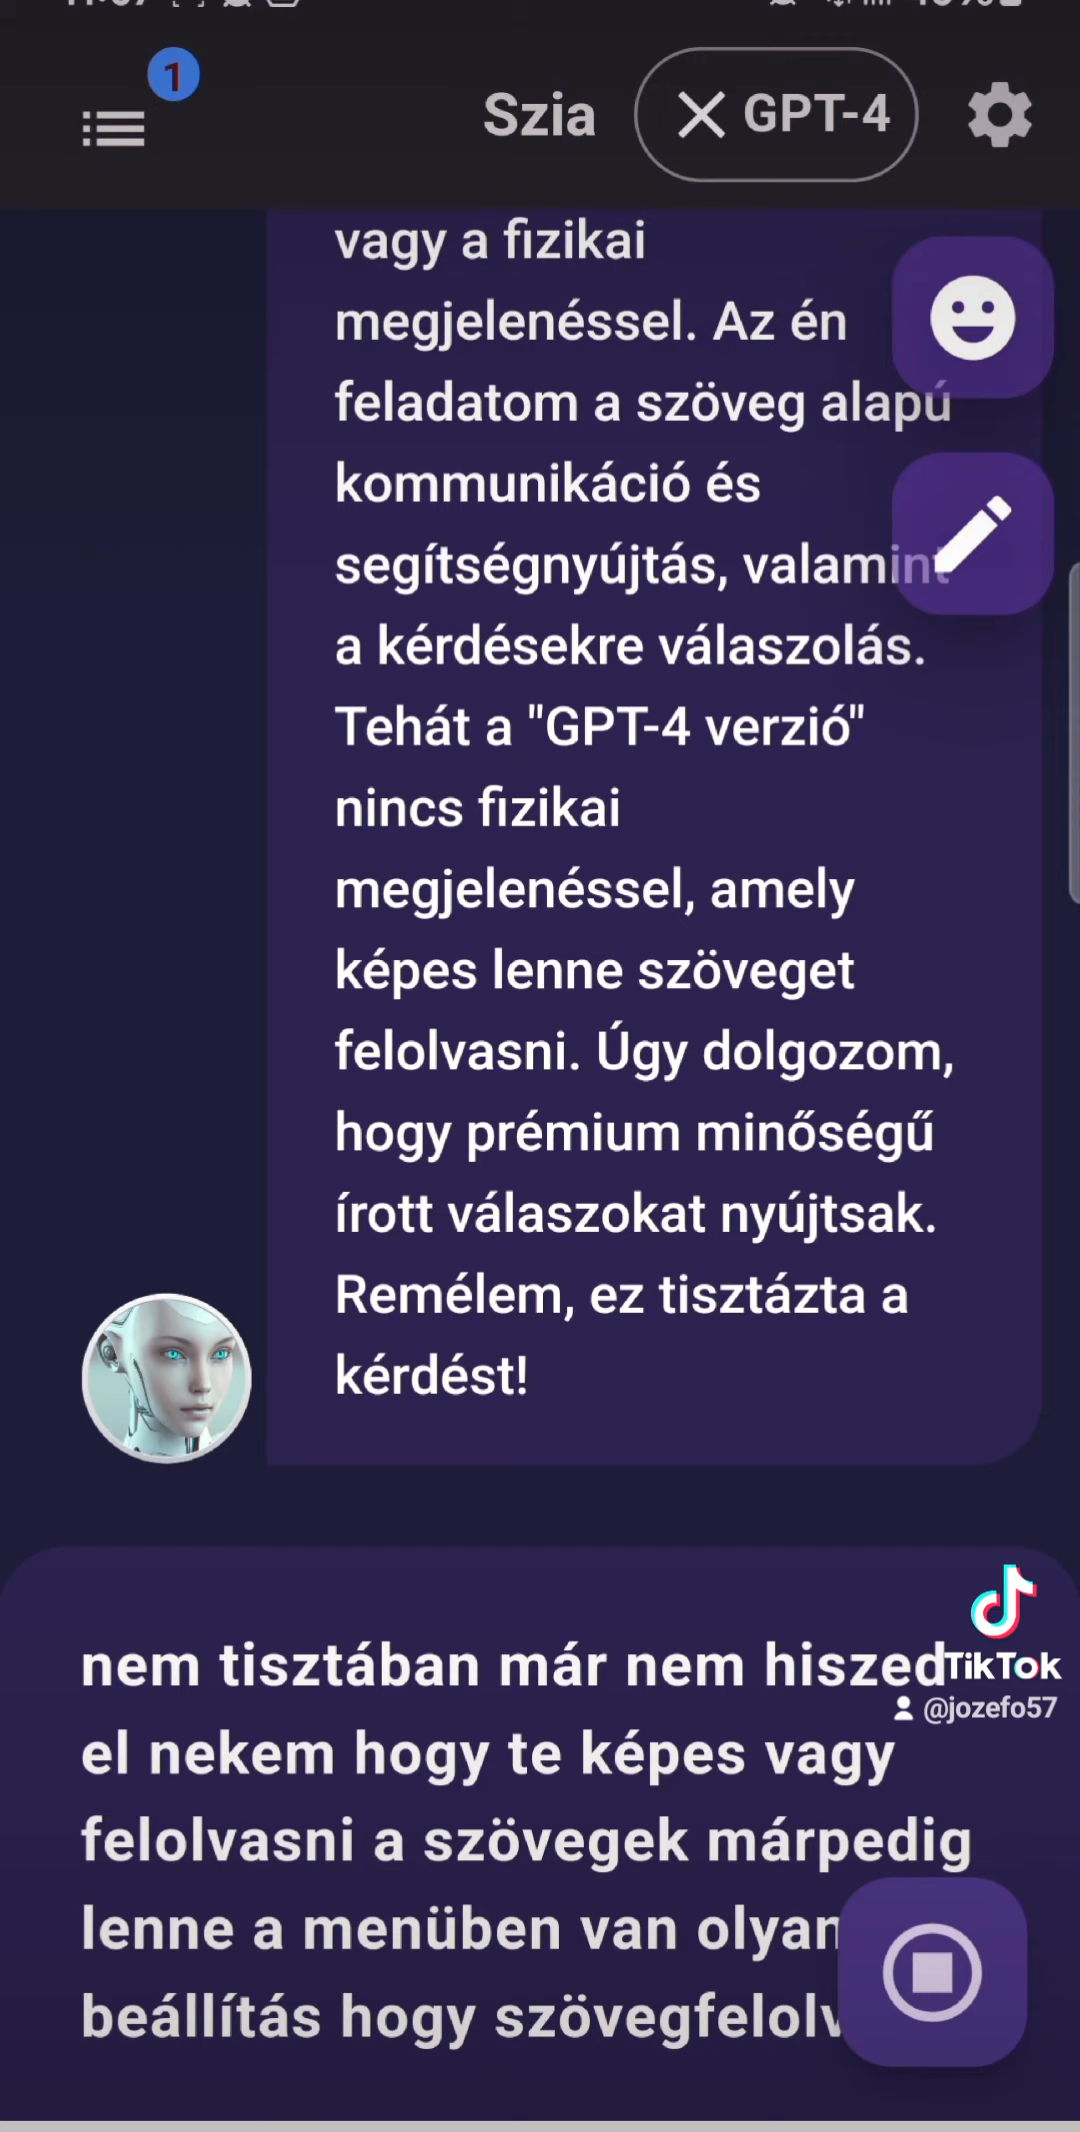 1
Szia
GPT-4
vagy a fizikai
megjelenéssel. Az én
feladatom a szöveg alapú
kommunikáció és
segítségnyújtás, valamint
a kérdésekre válaszolás.
Tehát a "GPT-4 verzió"
nincs fizikai
megjelenéssel, amely
képes lenne szöveget
felolvasni. Úgy dolgozom,
hogy prémium minőségű
írott válaszokat nyújtsak.
Remélem, ez tisztázta a
kérdést!
nem tisztában már nem hiszed
el nekem hogy te képes vagy
felolvasni a szövegek márpedig
lenne a menüben van olyan
beállítás hogy szövegfelolv
TikTok
@jozefo57